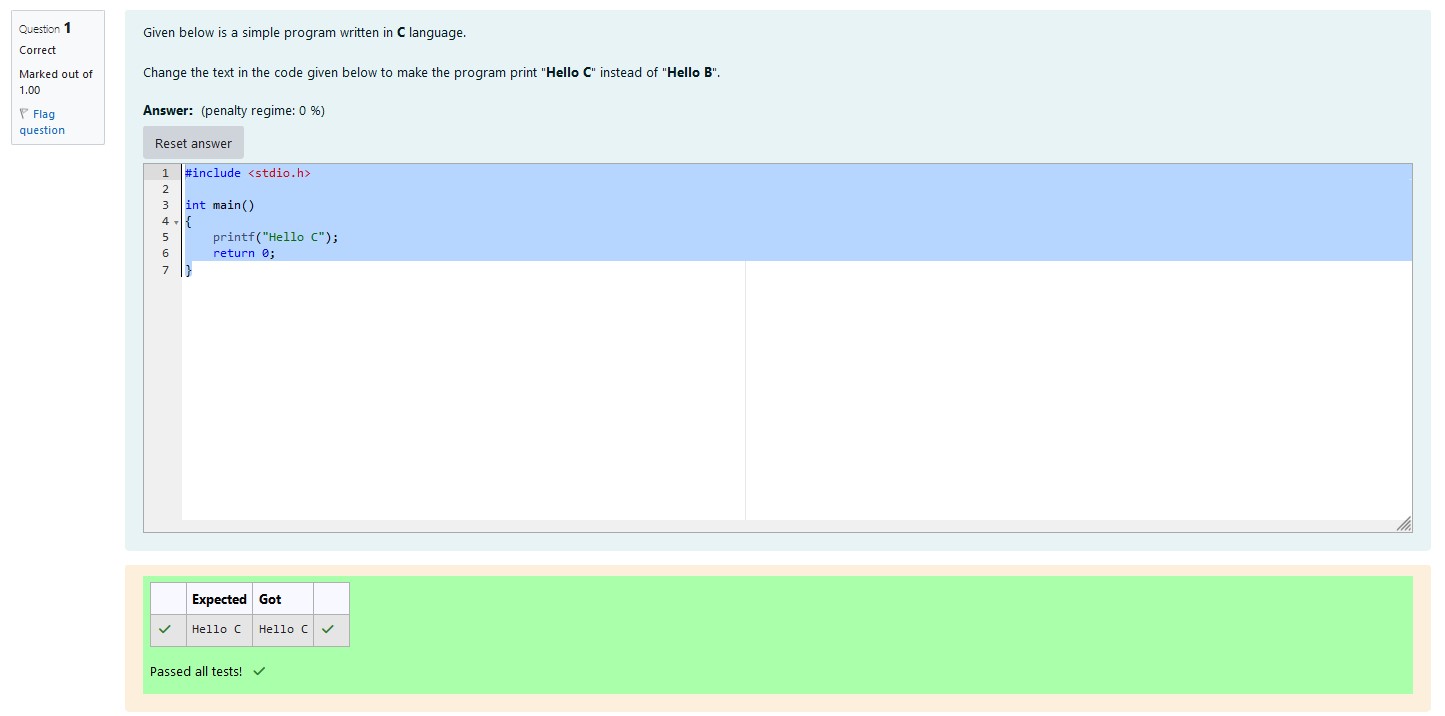 Question 1
Correct
Marked out of
1.00
Flag
question
Given below is a simple program written in C language.
Change the text in the code given below to make the program print "Hello C" instead of "Hello B".
Answer: (penalty regime: 0 %)
Reset answer
1 #include <stdio.h>
2
3 int main()
4 {
5     printf("Hello C");
6     return 0;
7 }
Expected Got
Hello C Hello C
Passed all tests!